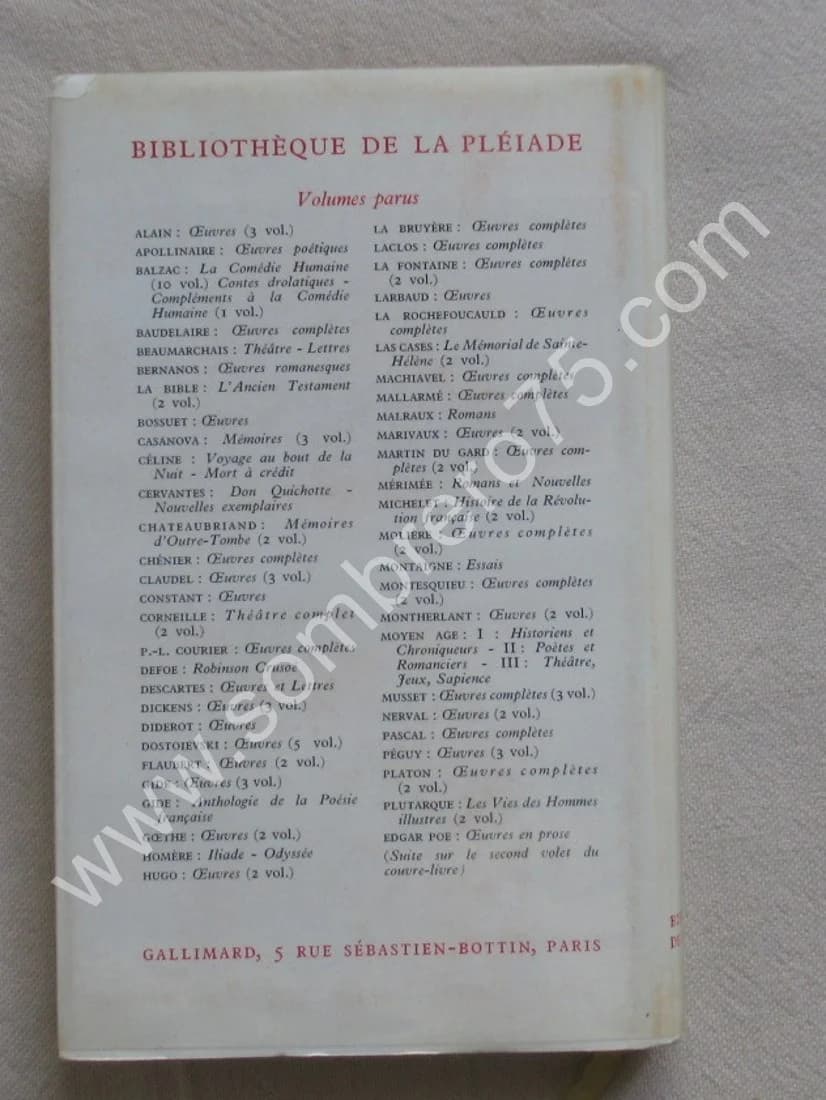 BIBLIOTHÈQUE DE LA PLÉIADE
Volumes parus
ALAIN : Œuvres (3 vol.)
APOLLINAIRE : Œuvres poétiques
BALZAC : La Comédie Humaine
(10 vol.) Contes drolatiques -
Compléments à la Comédie
Humaine (1 vol.)
BAUDELAIRE : Œuvres complètes
BEAUMARCHAIS : Théâtre - Lettres
BERNANOS : Œuvres romanesques
LA BIBLE : L'Ancien Testament
(2 vol.)
BOSSUET : Œuvres
CASANOVA : Mémoires (3 vol.)
CÉLINE : Voyage au bout de la
Nuit - Mort à crédit
CERVANTES : Don Quichotte -
Nouvelles exemplaires
CHATEAUBRIAND : Mémoires
d'Outre-Tombe (2 vol.)
CHÉNIER : Œuvres complètes
CLAUDEL : Œuvres (3 vol.)
CONSTANT : Œuvres
CORNEILLE : Théâtre complet
(2 vol.)
P.-L. COURIER : Œuvres complètes
DEFOE : Robinson Crusoé
DESCARTES : Œuvres et Lettres
DICKENS : Œuvres (3 vol.)
DIDEROT : Œuvres
DOSTOÏEVSKI : Œuvres (5 vol.)
FLAUBERT : Œuvres (2 vol.)
GIDE : Œuvres (3 vol.)
GIDE : Anthologie de la Poésie
française
GŒTHE : Œuvres (2 vol.)
HOMÈRE : Iliade - Odyssée
HUGO : Œuvres (2 vol.)
LA BRUYÈRE : Œuvres complètes
LACLOS : Œuvres complètes
LA FONTAINE : Œuvres complètes
(2 vol.)
LARBAUD : Œuvres
LA ROCHEFOUCAULD : Œuvres
complètes
LAS CASES : Le Mémorial de Sainte-
Hélène (2 vol.)
MACHIAVEL : Œuvres complètes
MALLARMÉ : Œuvres complètes
MALRAUX : Romans
MARIVAUX : Œuvres (2 vol.)
MARTIN DU GARD : Œuvres com-
plètes (2 vol.)
MÉRIMÉE : Romans et Nouvelles
MICHELET : Histoire de la Révolu-
tion française (2 vol.)
MOLIÈRE : Œuvres complètes
(2 vol.)
MONTAIGNE : Essais
MONTESQUIEU : Œuvres complètes
(2 vol.)
MONTHERLANT : Œuvres (2 vol.)
MOYEN AGE : I : Historiens et
Chroniqueurs - II : Poètes et
Romanciers - III : Théâtre,
Jeux, Sapience
MUSSET : Œuvres complètes (3 vol.)
NERVAL : Œuvres (2 vol.)
PASCAL : Œuvres complètes
PÉGUY : Œuvres (3 vol.)
PLATON : Œuvres complètes
(2 vol.)
PLUTARQUE : Les Vies des Hommes
illustres (2 vol.)
EDGAR POE : Œuvres en prose
(Suite sur le second volet du
couvre-livre)
GALLIMARD, 5 RUE SÉBASTIEN-BOTTIN, PARIS
www.sombrero75.com